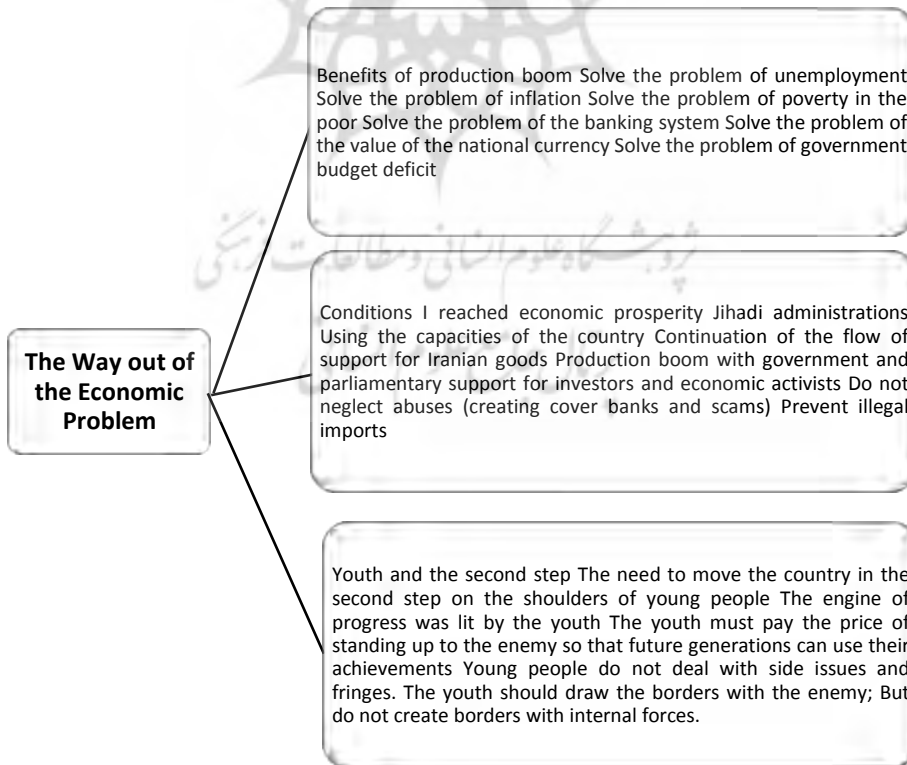 Benefits of production boom Solve the problem of unemployment
Solve the problem of inflation Solve the problem of poverty in the
poor Solve the problem of the banking system Solve the problem of
the value of the national currency Solve the problem of government
budget deficit
پژوهشگاه علوم انسانی و مطالعات فرهنگی
The Way out of
the Economic
Problem
Conditions I reached economic prosperity Jihadi administrations
Using the capacities of the country Continuation of the flow of
support for Iranian goods Production boom with government and
parliamentary support for investors and economic activists Do not
neglect abuses (creating cover banks and scams) Prevent illegal
imports
پرتال جامع علوم انسانی
Youth and the second step The need to move the country in the
second step on the shoulders of young people The engine of
progress was lit by the youth The youth must pay the price of
standing up to the enemy so that future generations can use their
achievements Young people do not deal with side issues and
fringes. The youth should draw the borders with the enemy; But
do not create borders with internal forces.